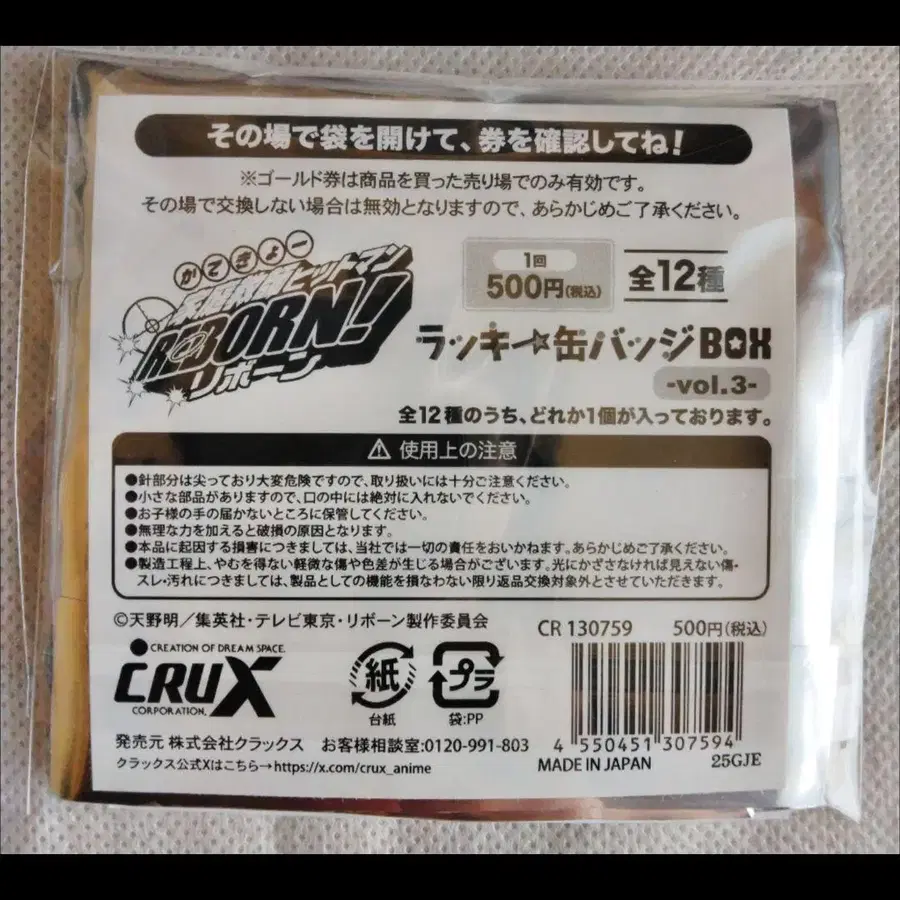 その場で袋を開けて、券を確認してね!
※ゴールド券は商品を買った売り場でのみ有効です。
その場で交換しない場合は無効となりますので、あらかじめご了承ください。
かてきょー
家庭教師ヒットマン
REBORN!
リボーン
1回
500円(税込)
全12種
ラッキー☆缶バッジBOX
-vol.3-
全12種のうち、どれか1個が入っております。
⚠ 使用上の注意
●針部分は尖っており大変危険ですので、取り扱いには十分ご注意ください。
●小さな部品がありますので、口の中には絶対に入れないでください。
●お子様の手の届かないところに保管してください。
●無理な力を加えると破損の原因となります。
●本品に起因する損害につきましては、当社では一切の責任をおいかねます。あらかじめご了承ください。
●製造工程上、やむを得ない軽微な傷や色差が生じる場合がございます。光にかざさなければ見えない傷・
スレ・汚れにつきましては、製品としての機能を損なわない限り返品交換対象外とさせていただきます。
©天野明/集英社・テレビ東京・リボーン製作委員会
CR 130759 500円(税込)
CREATION OF DREAM SPACE.
CRUX
CORPORATION.
紙
台紙
プラ
袋:PP
4 550451 307594
発売元 株式会社クラックス お客様相談室:0120-991-803
クラックス公式Xはこちら→https://x.com/crux_anime
MADE IN JAPAN 25GJE